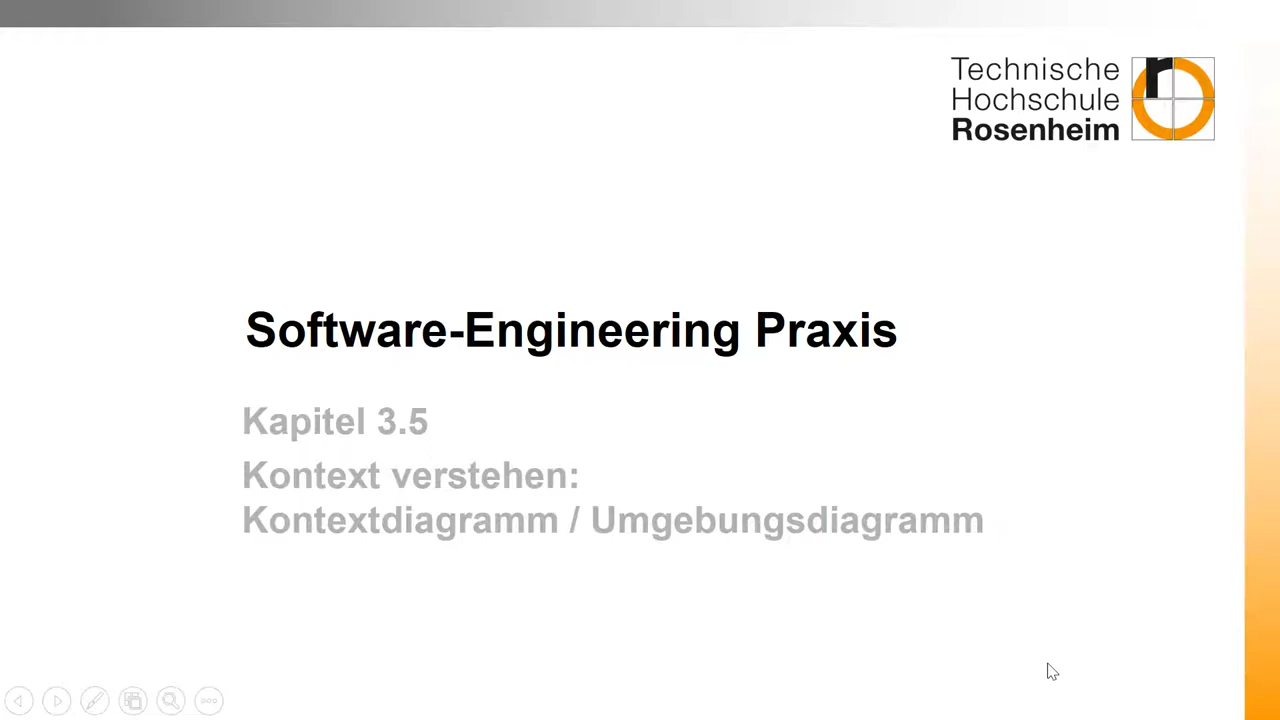 Technische
Hochschule
Rosenheim
Software-Engineering Praxis
Kapitel 3.5
Kontext verstehen:
Kontextdiagramm / Umgebungsdiagramm